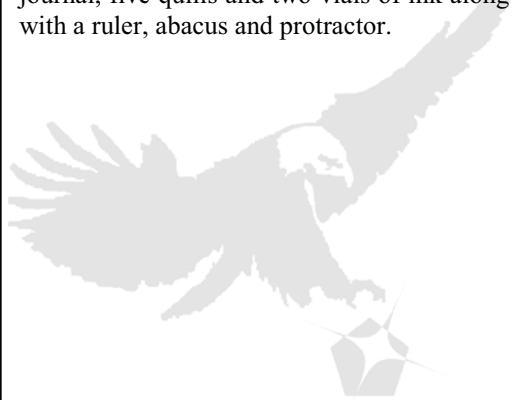 journal, five quills and two vials of ink along
with a ruler, abacus and protractor.